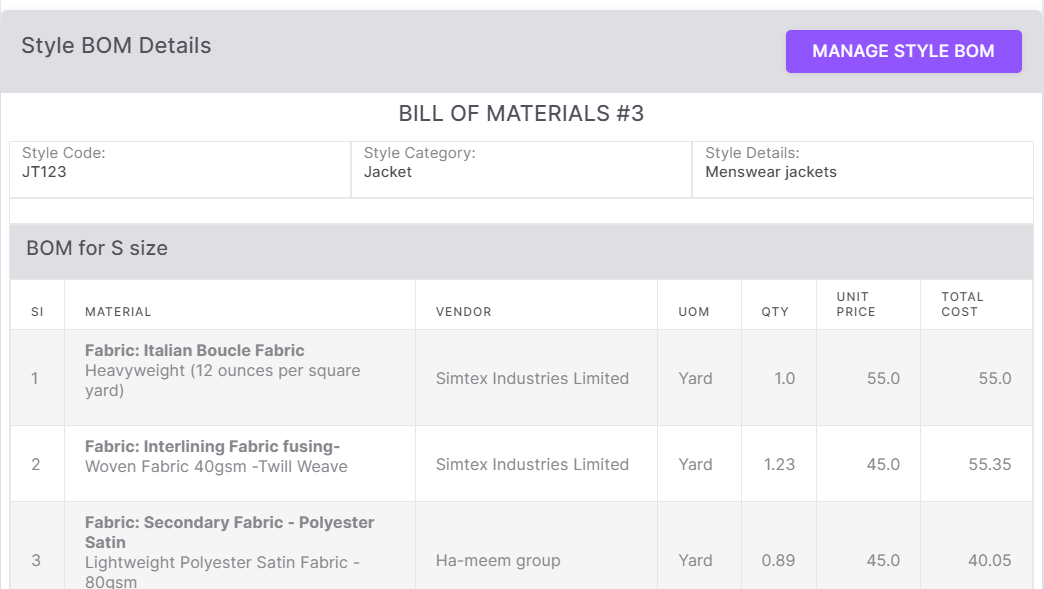 Style BOM Details
MANAGE STYLE BOM
BILL OF MATERIALS #3
Style Code:
JT123
Style Category:
Jacket
Style Details:
Menswear jackets
BOM for S size
SI MATERIAL VENDOR UOM QTY UNIT PRICE TOTAL COST
Fabric: Italian Boucle Fabric
Heavyweight (12 ounces per square
yard)
1 Simtex Industries Limited Yard 1.0 55.0 55.0
Fabric: Interlining Fabric fusing-
Woven Fabric 40gsm -Twill Weave
2 Simtex Industries Limited Yard 1.23 45.0 55.35
Fabric: Secondary Fabric - Polyester
Satin
Lightweight Polyester Satin Fabric -
80gsm
3 Ha-meem group Yard 0.89 45.0 40.05